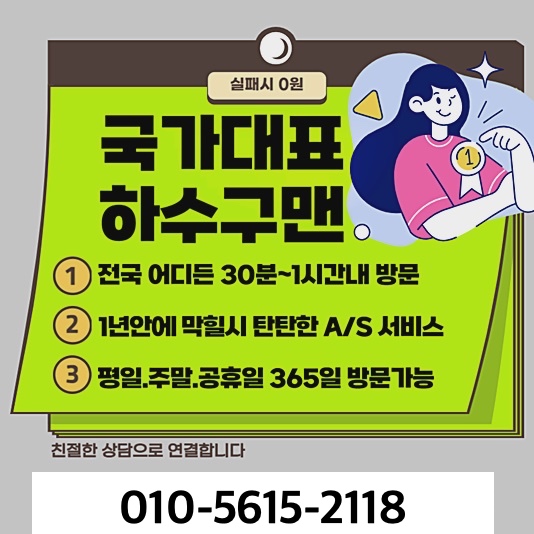 실패시 0원
국가대표
하수구맨
1
1 전국 어디든 30분~1시간내 방문
2 1년안에 막힐시 탄탄한 A/S 서비스
3 평일.주말.공휴일 365일 방문가능
친절한 상담으로 연결합니다
010-5615-2118